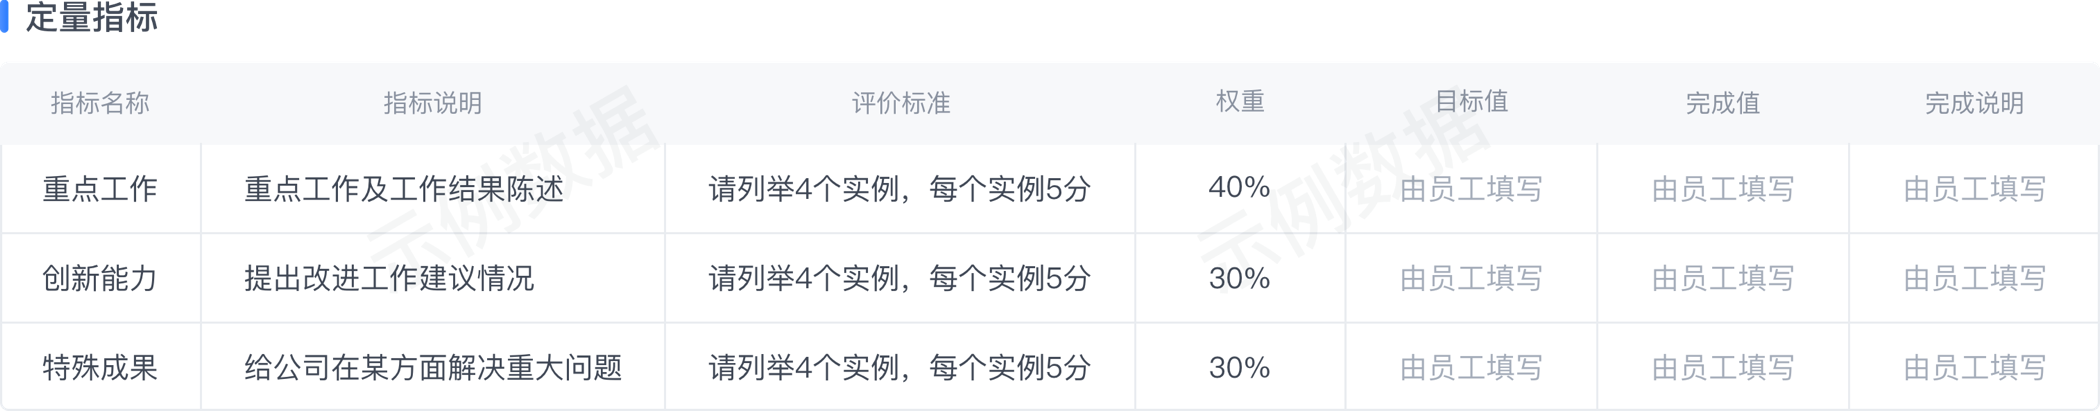 定量指标
指标名称 指标说明 评价标准 权重 目标值 完成值 完成说明
重点工作 重点工作及工作结果陈述 请列举4个实例，每个实例5分 40% 由员工填写 由员工填写 由员工填写
创新能力 提出改进工作建议情况 请列举4个实例，每个实例5分 30% 由员工填写 由员工填写 由员工填写
特殊成果 给公司在某方面解决重大问题 请列举4个实例，每个实例5分 30% 由员工填写 由员工填写 由员工填写
示例数据
示例数据